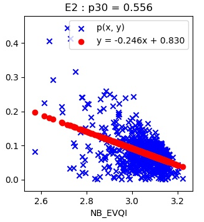 E2 : p30 = 0.556
p(x, y)
y = -0.246x + 0.830
0.4
0.3
0.2
0.1
0.0
2.6 2.8 3.0 3.2
NB_EVQI